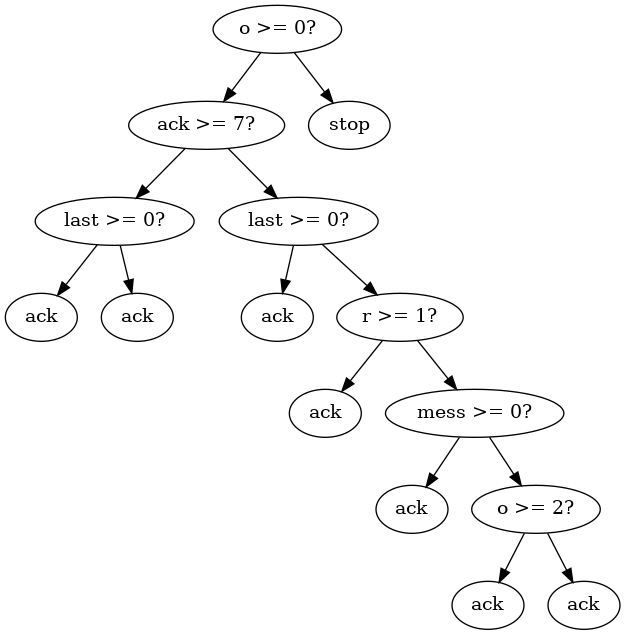 o >= 0?
ack >= 7?
stop
last >= 0?
last >= 0?
ack
ack
ack
r >= 1?
ack
mess >= 0?
ack
o >= 2?
ack
ack